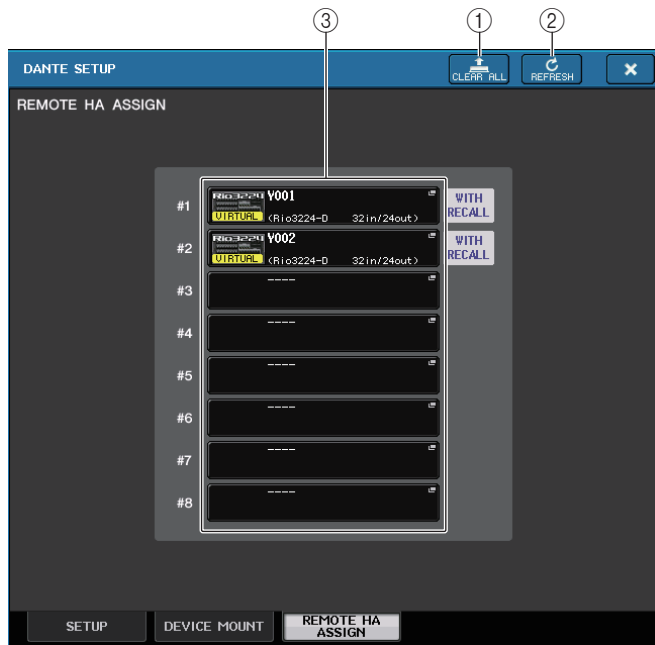 ③ ① ②
DANTE SETUP CLEAR ALL REFRESH ×
REMOTE HA ASSIGN
#1 Rio3224 Y001 WITH
VIRTUAL (Rio3224-D 32in/24out) RECALL
#2 Rio3224 Y002 WITH
VIRTUAL (Rio3224-D 32in/24out) RECALL
#3 ----
#4 ----
#5 ----
#6 ----
#7 ----
#8 ----
SETUP DEVICE MOUNT REMOTE HA
ASSIGN